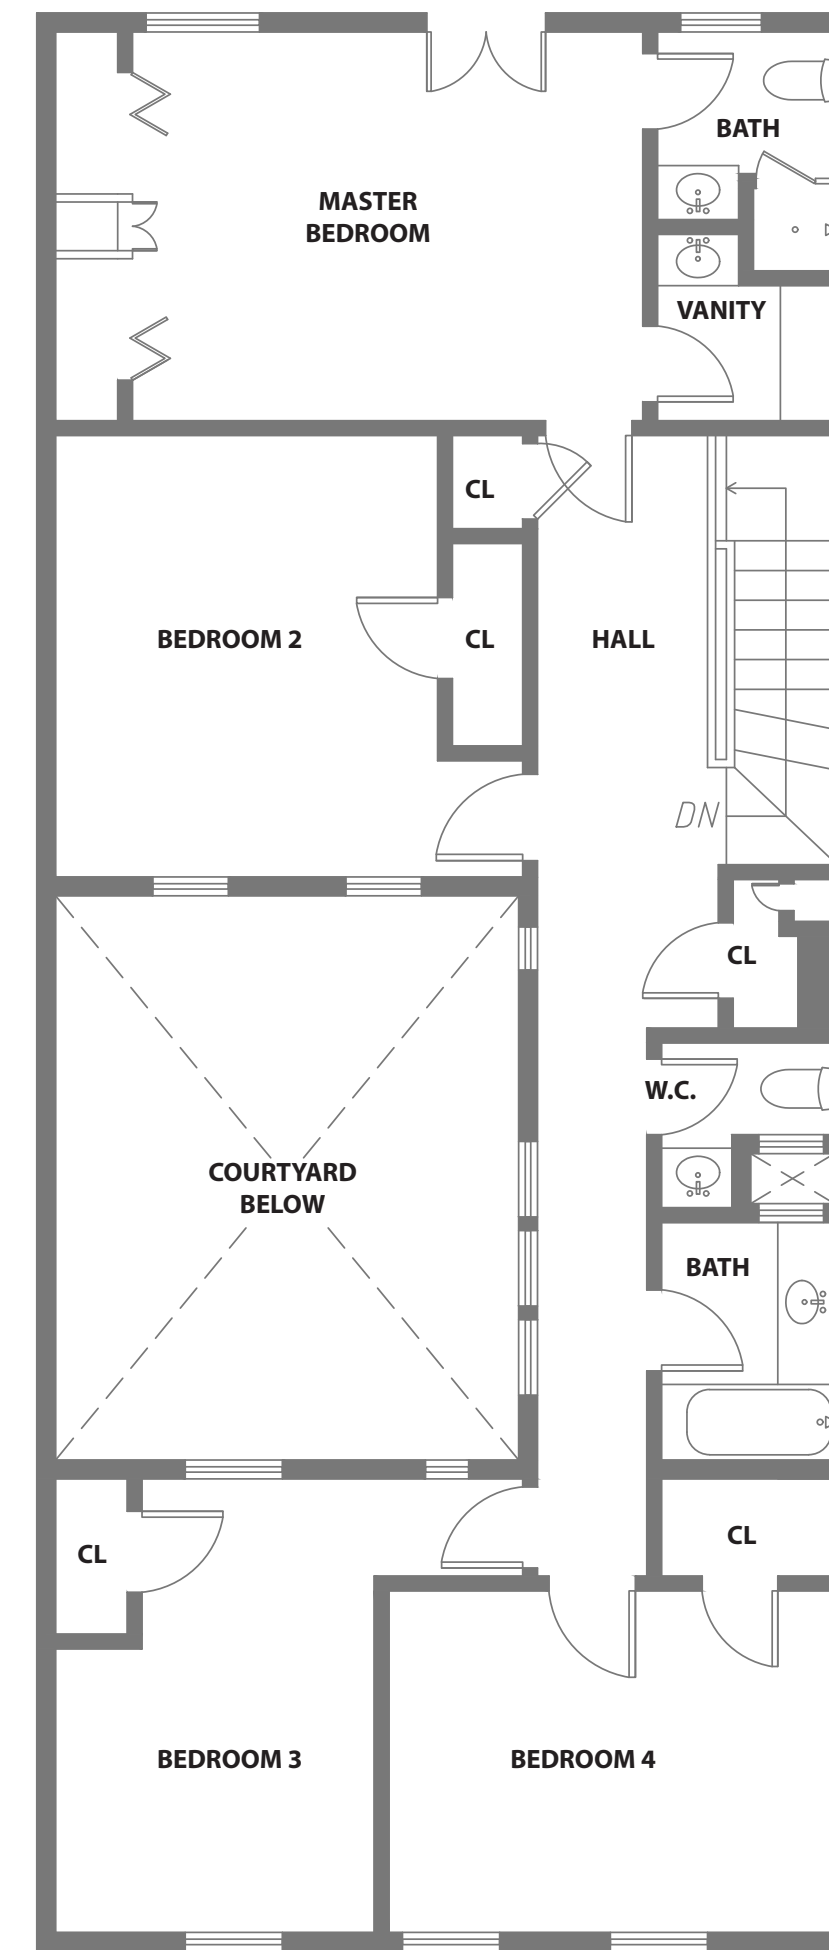 BATH
MASTER
BEDROOM
VANITY
CL
BEDROOM 2
CL
HALL
DN
CL
W.C.
COURTYARD
BELOW
BATH
CL
CL
BEDROOM 3
BEDROOM 4